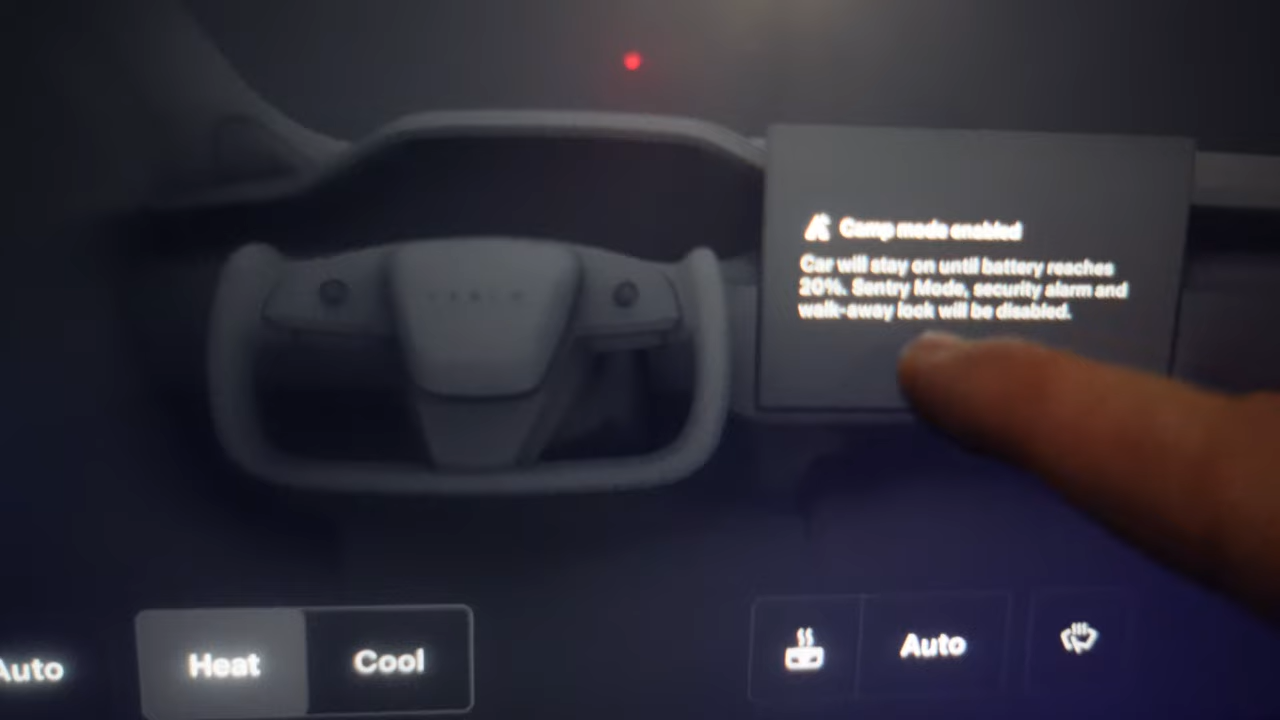 TESLA
Camp mode enabled
Car will stay on until battery reaches
20%. Sentry Mode, security alarm and
walk-away lock will be disabled.
Auto
Heat
Cool
Auto